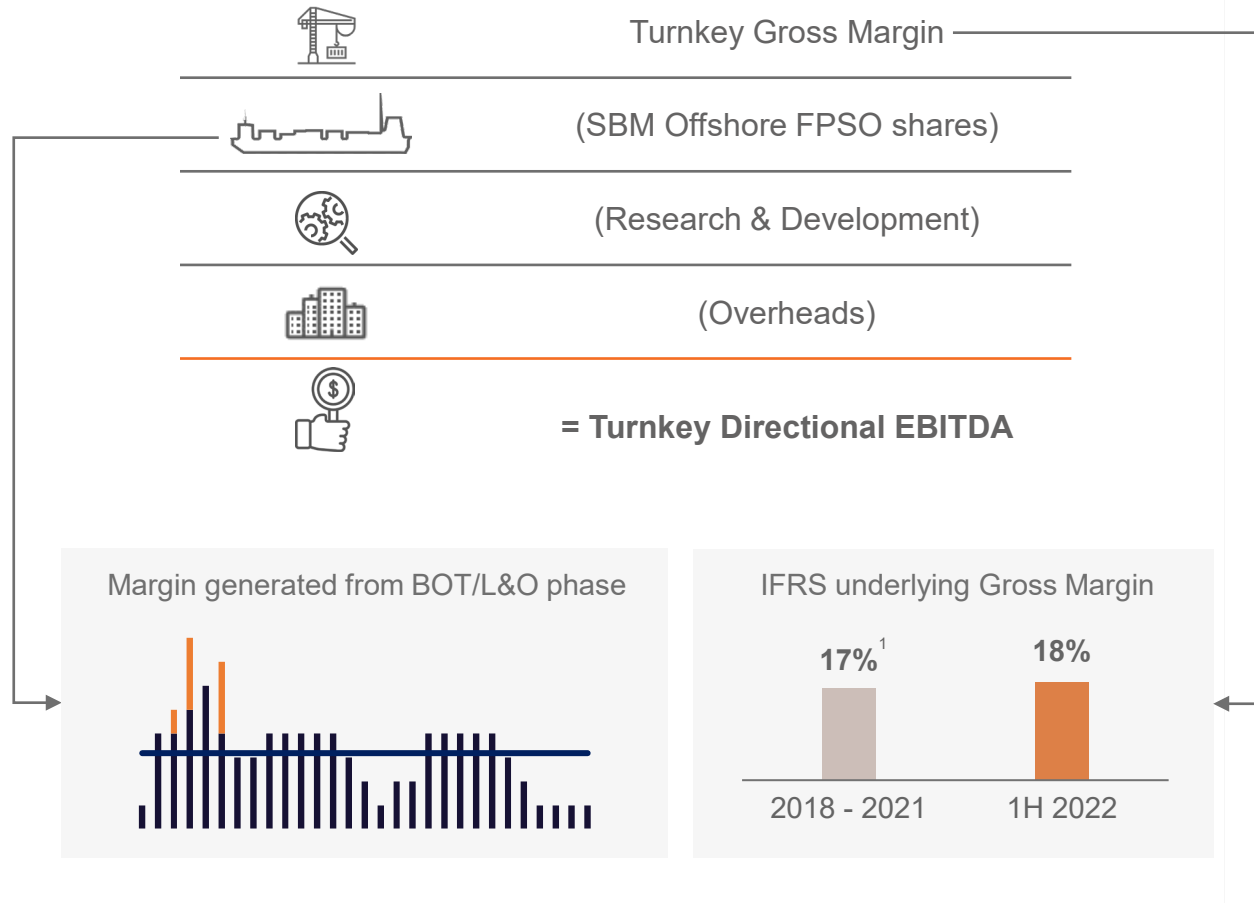 Turnkey Gross Margin
(SBM Offshore FPSO shares)
(Research & Development)
(Overheads)
$
= Turnkey Directional EBITDA
Margin generated from BOT/L&O phase
IFRS underlying Gross Margin
17%1
18%
2018 - 2021
1H 2022